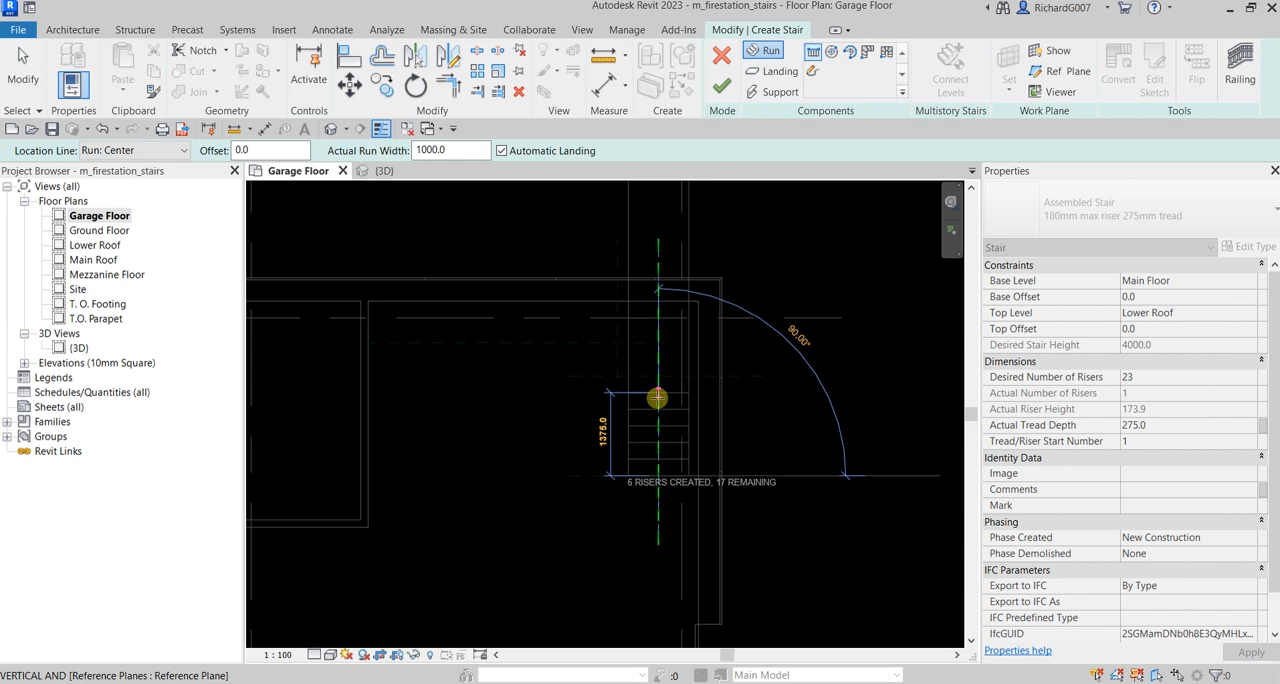 Autodesk Revit 2023 - m_firestation_stairs - Floor Plan: Garage Floor
RichardG007
File Architecture Structure Precast Systems Insert Annotate Analyze Massing & Site Collaborate View Manage Add-Ins Modify | Create Stair
Modify
Paste
Notch
Cut
Join
Activate
Run
Landing
Support
Connect
Levels
Set
Show
Ref Plane
Viewer
Convert
Edit
Sketch
Flip
Railing
Select Properties Clipboard Geometry Controls Modify View Measure Create Mode Components Multistory Stairs Work Plane Tools
Location Line: Run: Center Offset: 0.0 Actual Run Width: 1000.0 Automatic Landing
Project Browser - m_firestation_stairs
Views (all)
Floor Plans
Garage Floor
Ground Floor
Lower Roof
Main Roof
Mezzanine Floor
Site
T. O. Footing
T.O. Parapet
3D Views
{3D}
Elevations (10mm Square)
Legends
Schedules/Quantities (all)
Sheets (all)
Families
Groups
Revit Links
Garage Floor
{3D}
90.00°
1375.0
6 RISERS CREATED, 17 REMAINING
1 : 100
Properties
Assembled Stair
180mm max riser 275mm tread
Stair Edit Type
Constraints
Base Level Main Floor
Base Offset 0.0
Top Level Lower Roof
Top Offset 0.0
Desired Stair Height 4000.0
Dimensions
Desired Number of Risers 23
Actual Number of Risers 1
Actual Riser Height 173.9
Actual Tread Depth 275.0
Tread/Riser Start Number 1
Identity Data
Image
Comments
Mark
Phasing
Phase Created New Construction
Phase Demolished None
IFC Parameters
Export to IFC By Type
Export to IFC As
IFC Predefined Type
IfcGUID 2SGMamDNb0h8E3QyMHLx...
Properties help Apply
VERTICAL AND [Reference Planes : Reference Plane]
:0
Main Model
:0